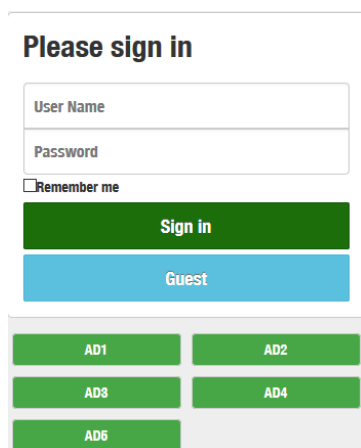 Please sign in
User Name
Password
Remember me
Sign in
Guest
AD1 AD2
AD3 AD4
AD6